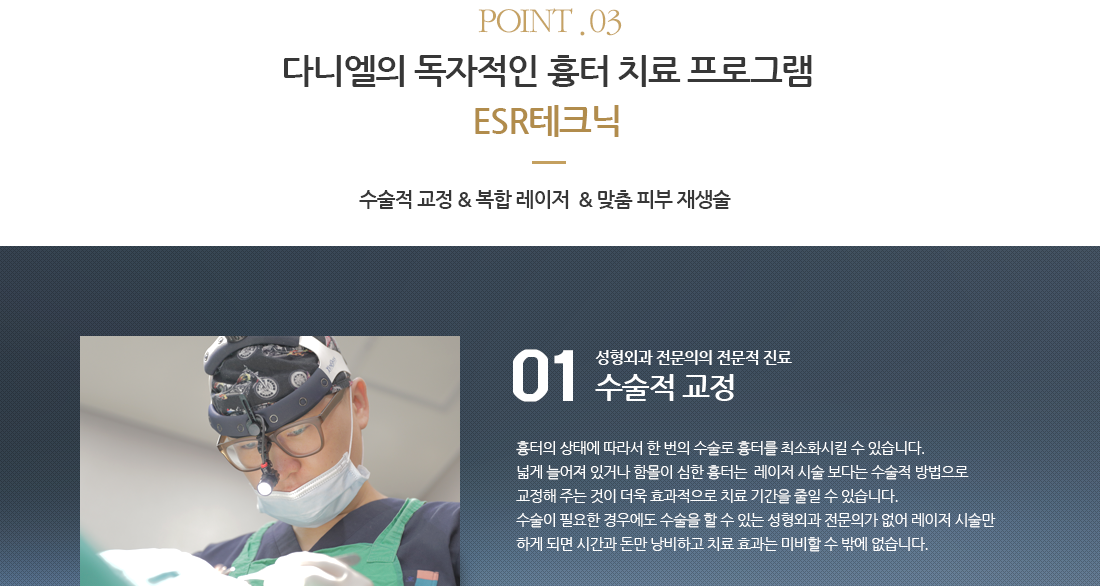 POINT .03
다니엘의 독자적인 흉터 치료 프로그램
ESR테크닉
수술적 교정 & 복합 레이저 & 맞춤 피부 재생술
01
성형외과 전문의의 전문적 진료
수술적 교정
흉터의 상태에 따라서 한 번의 수술로 흉터를 최소화시킬 수 있습니다.
넓게 늘어져 있거나 함몰이 심한 흉터는 레이저 시술 보다는 수술적 방법으로
교정해 주는 것이 더욱 효과적으로 치료 기간을 줄일 수 있습니다.
수술이 필요한 경우에도 수술을 할 수 있는 성형외과 전문의가 없어 레이저 시술만
하게 되면 시간과 돈만 낭비하고 치료 효과는 미비할 수 밖에 없습니다.